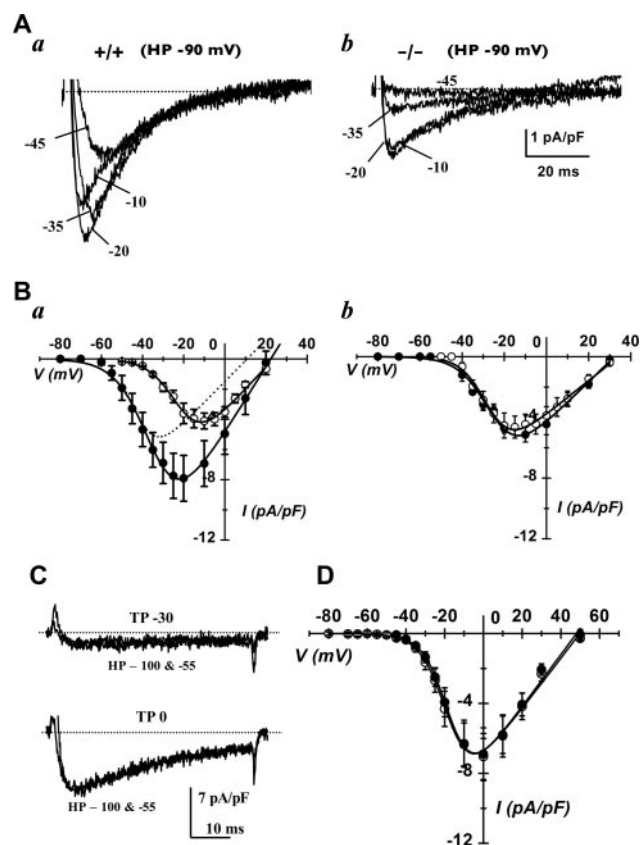 A
a +/+ (HP -90 mV)
-45
-10
-35
-20
b –/– (HP -90 mV)
-45
-35
-20
-10
1 pA/pF
20 ms
B
a
-80 -60 -40 -20 0 20 40
V (mV)
-4
-8
-12
I (pA/pF)
b
-80 -60 -40 -20 0 20 40
V (mV)
-4
-8
-12
I (pA/pF)
C
TP -30
HP – 100 & -55
TP 0
HP – 100 & -55
7 pA/pF
10 ms
D
-80 -60 -40 -20 0 20 40 60
V (mV)
-4
-8
-12
I (pA/pF)